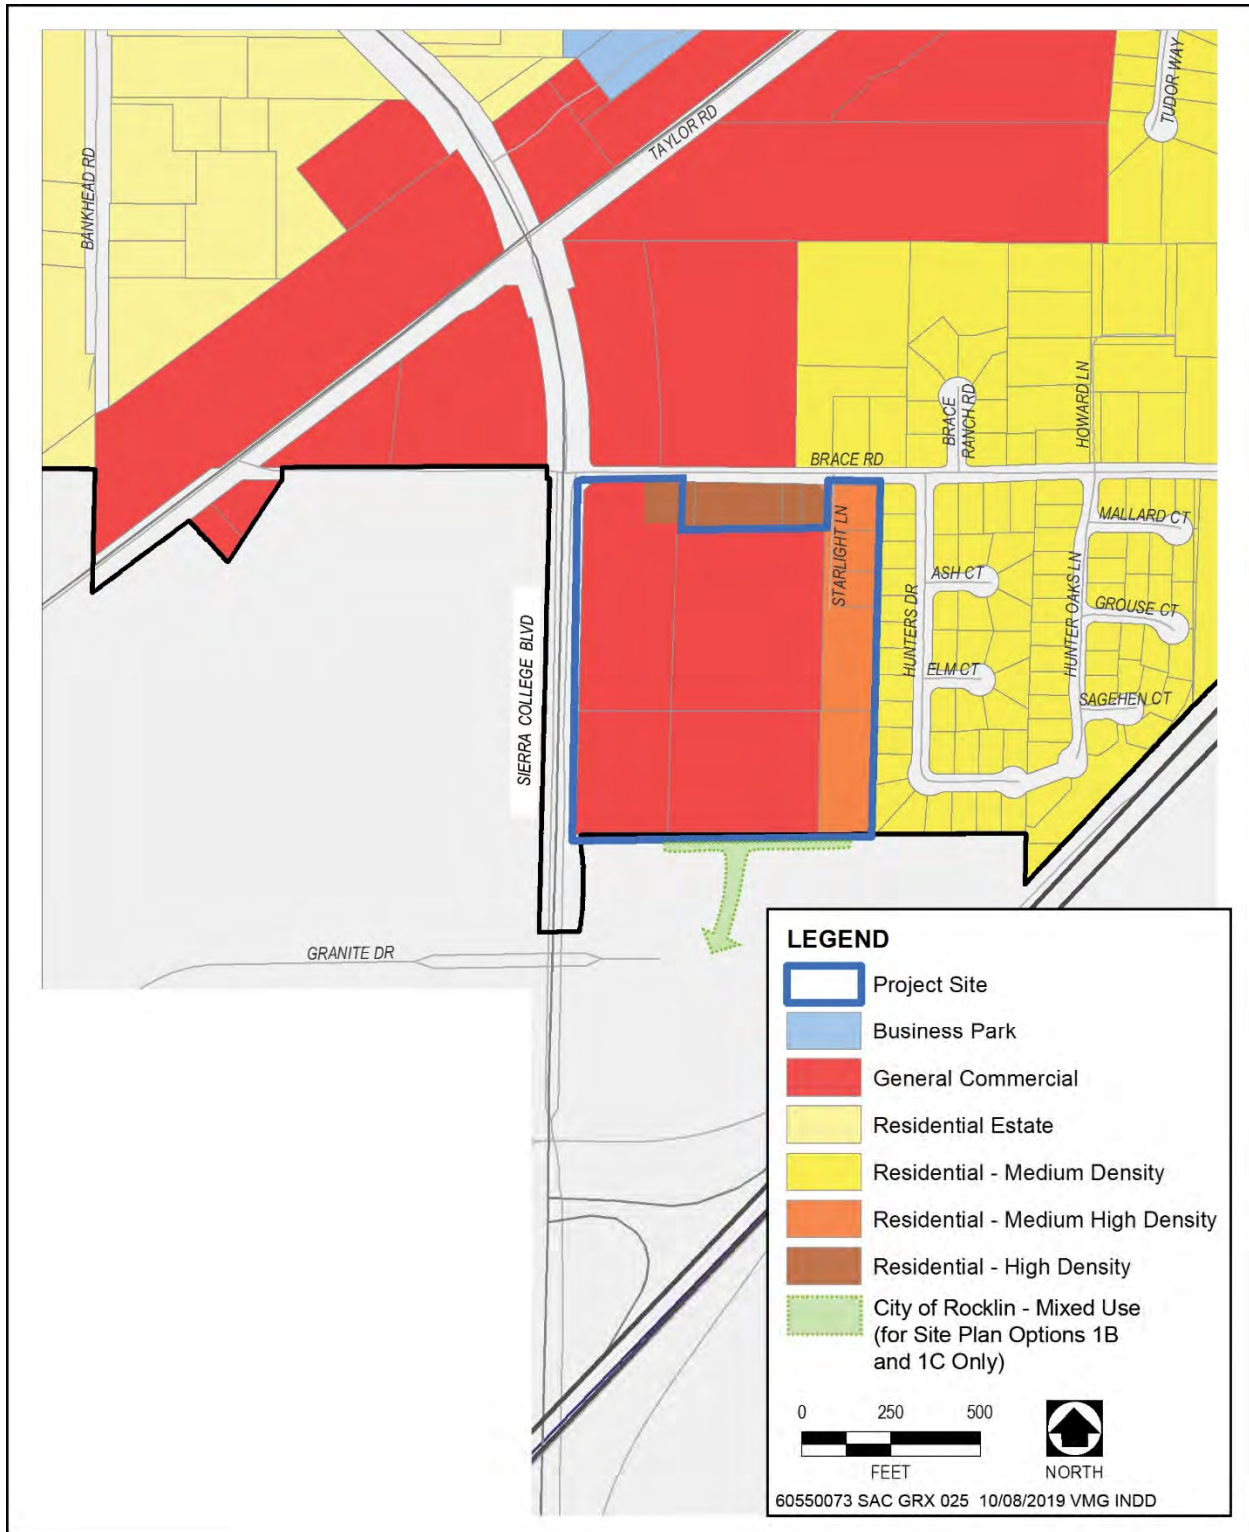 TUDOR WAY
TAYLOR RD
BANKHEAD RD
BRACE
RANCH RD
HOWARD LN
BRACE RD
MALLARD CT
STARLIGHT LN
ASH CT
HUNTERS DR
HUNTER OAKS LN
GROUSE CT
ELM CT
SAGEHEN CT
SIERRA COLLEGE BLVD
GRANITE DR
LEGEND
Project Site
Business Park
General Commercial
Residential Estate
Residential - Medium Density
Residential - Medium High Density
Residential - High Density
City of Rocklin - Mixed Use
(for Site Plan Options 1B
and 1C Only)
0 250 500
FEET
NORTH
60550073 SAC GRX 025 10/08/2019 VMG INDD